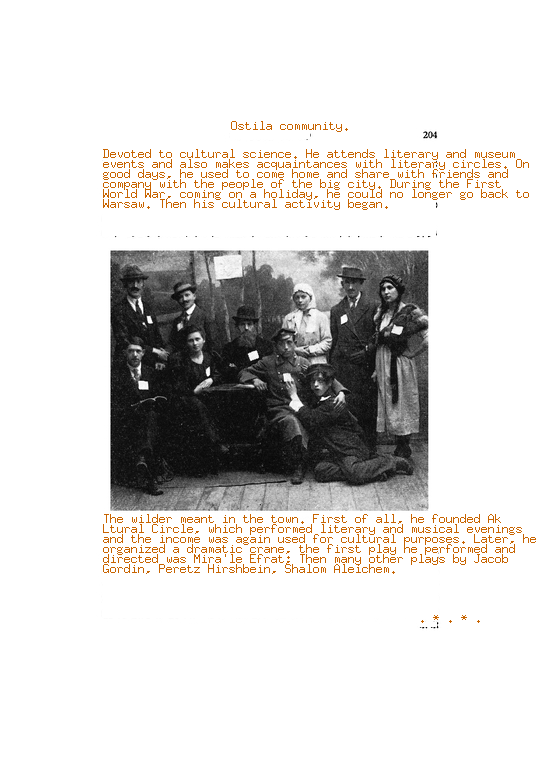 Ostila community.
204
Devoted to cultural science. He attends literary and museum
events and also makes acquaintances with literary circles. On
good days, he used to come home and share with friends and
company with the people of the big city. During the First
World War, coming on a holiday, he could no longer go back to
Warsaw. Then his cultural activity began.
The wilder meant in the town. First of all, he founded Ak
Ltural Circle, which performed literary and musical evenings
and the income was again used for cultural purposes. Later, he
organized a dramatic crane, the first play he performed and
directed was Mira'le Efrat; Then many other plays by Jacob
Gordin, Peretz Hirshbein, Shalom Aleichem.
. * . * .